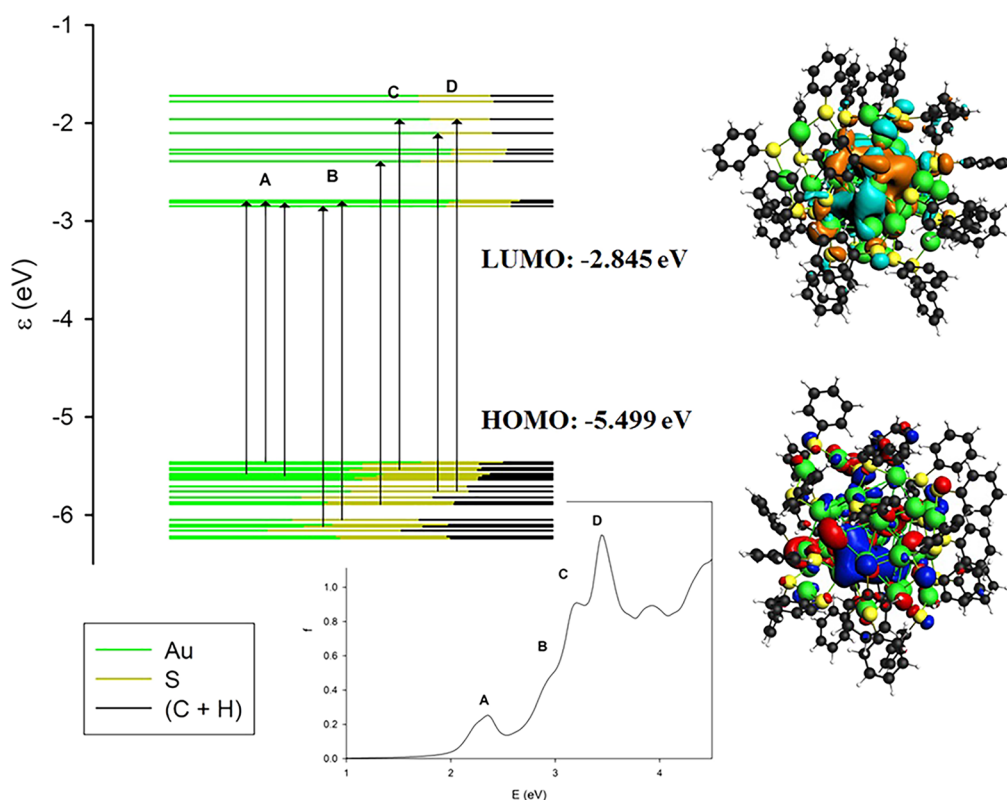 -1
-2
-3
-4
-5
-6
ε (eV)
C
D
A
B
LUMO: -2.845 eV
HOMO: -5.499 eV
Au
S
(C + H)
1.0
0.8
0.6
0.4
0.2
0.0
f
D
C
B
A
1
2
3
4
E (eV)